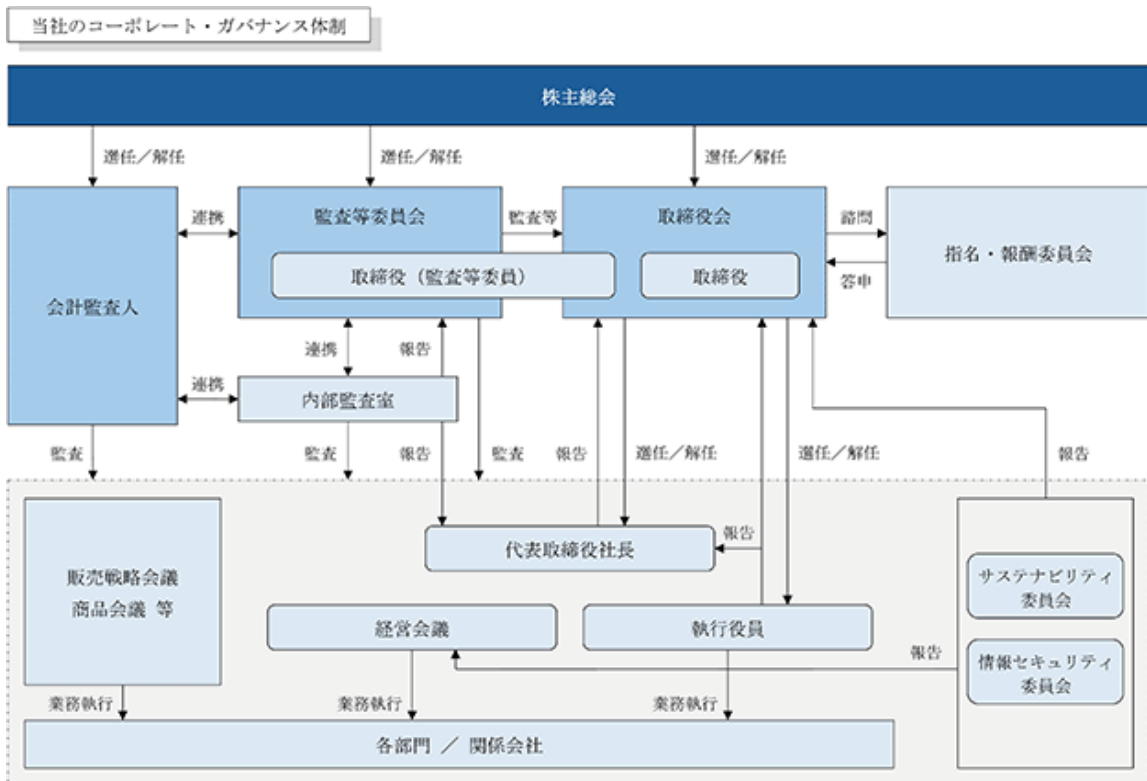 当社のコーポレート・ガバナンス体制
株主総会
選任／解任
選任／解任
選任／解任
会計監査人
連携
監査等委員会
監査等
取締役会
諮問
答申
指名・報酬委員会
取締役（監査等委員）
取締役
連携
報告
連携
内部監査室
監査
監査
報告
監査
報告
選任／解任
選任／解任
報告
販売戦略会議
商品会議 等
代表取締役社長
報告
サステナビリティ
委員会
経営会議
執行役員
報告
情報セキュリティ
委員会
業務執行
業務執行
業務執行
各部門 ／ 関係会社